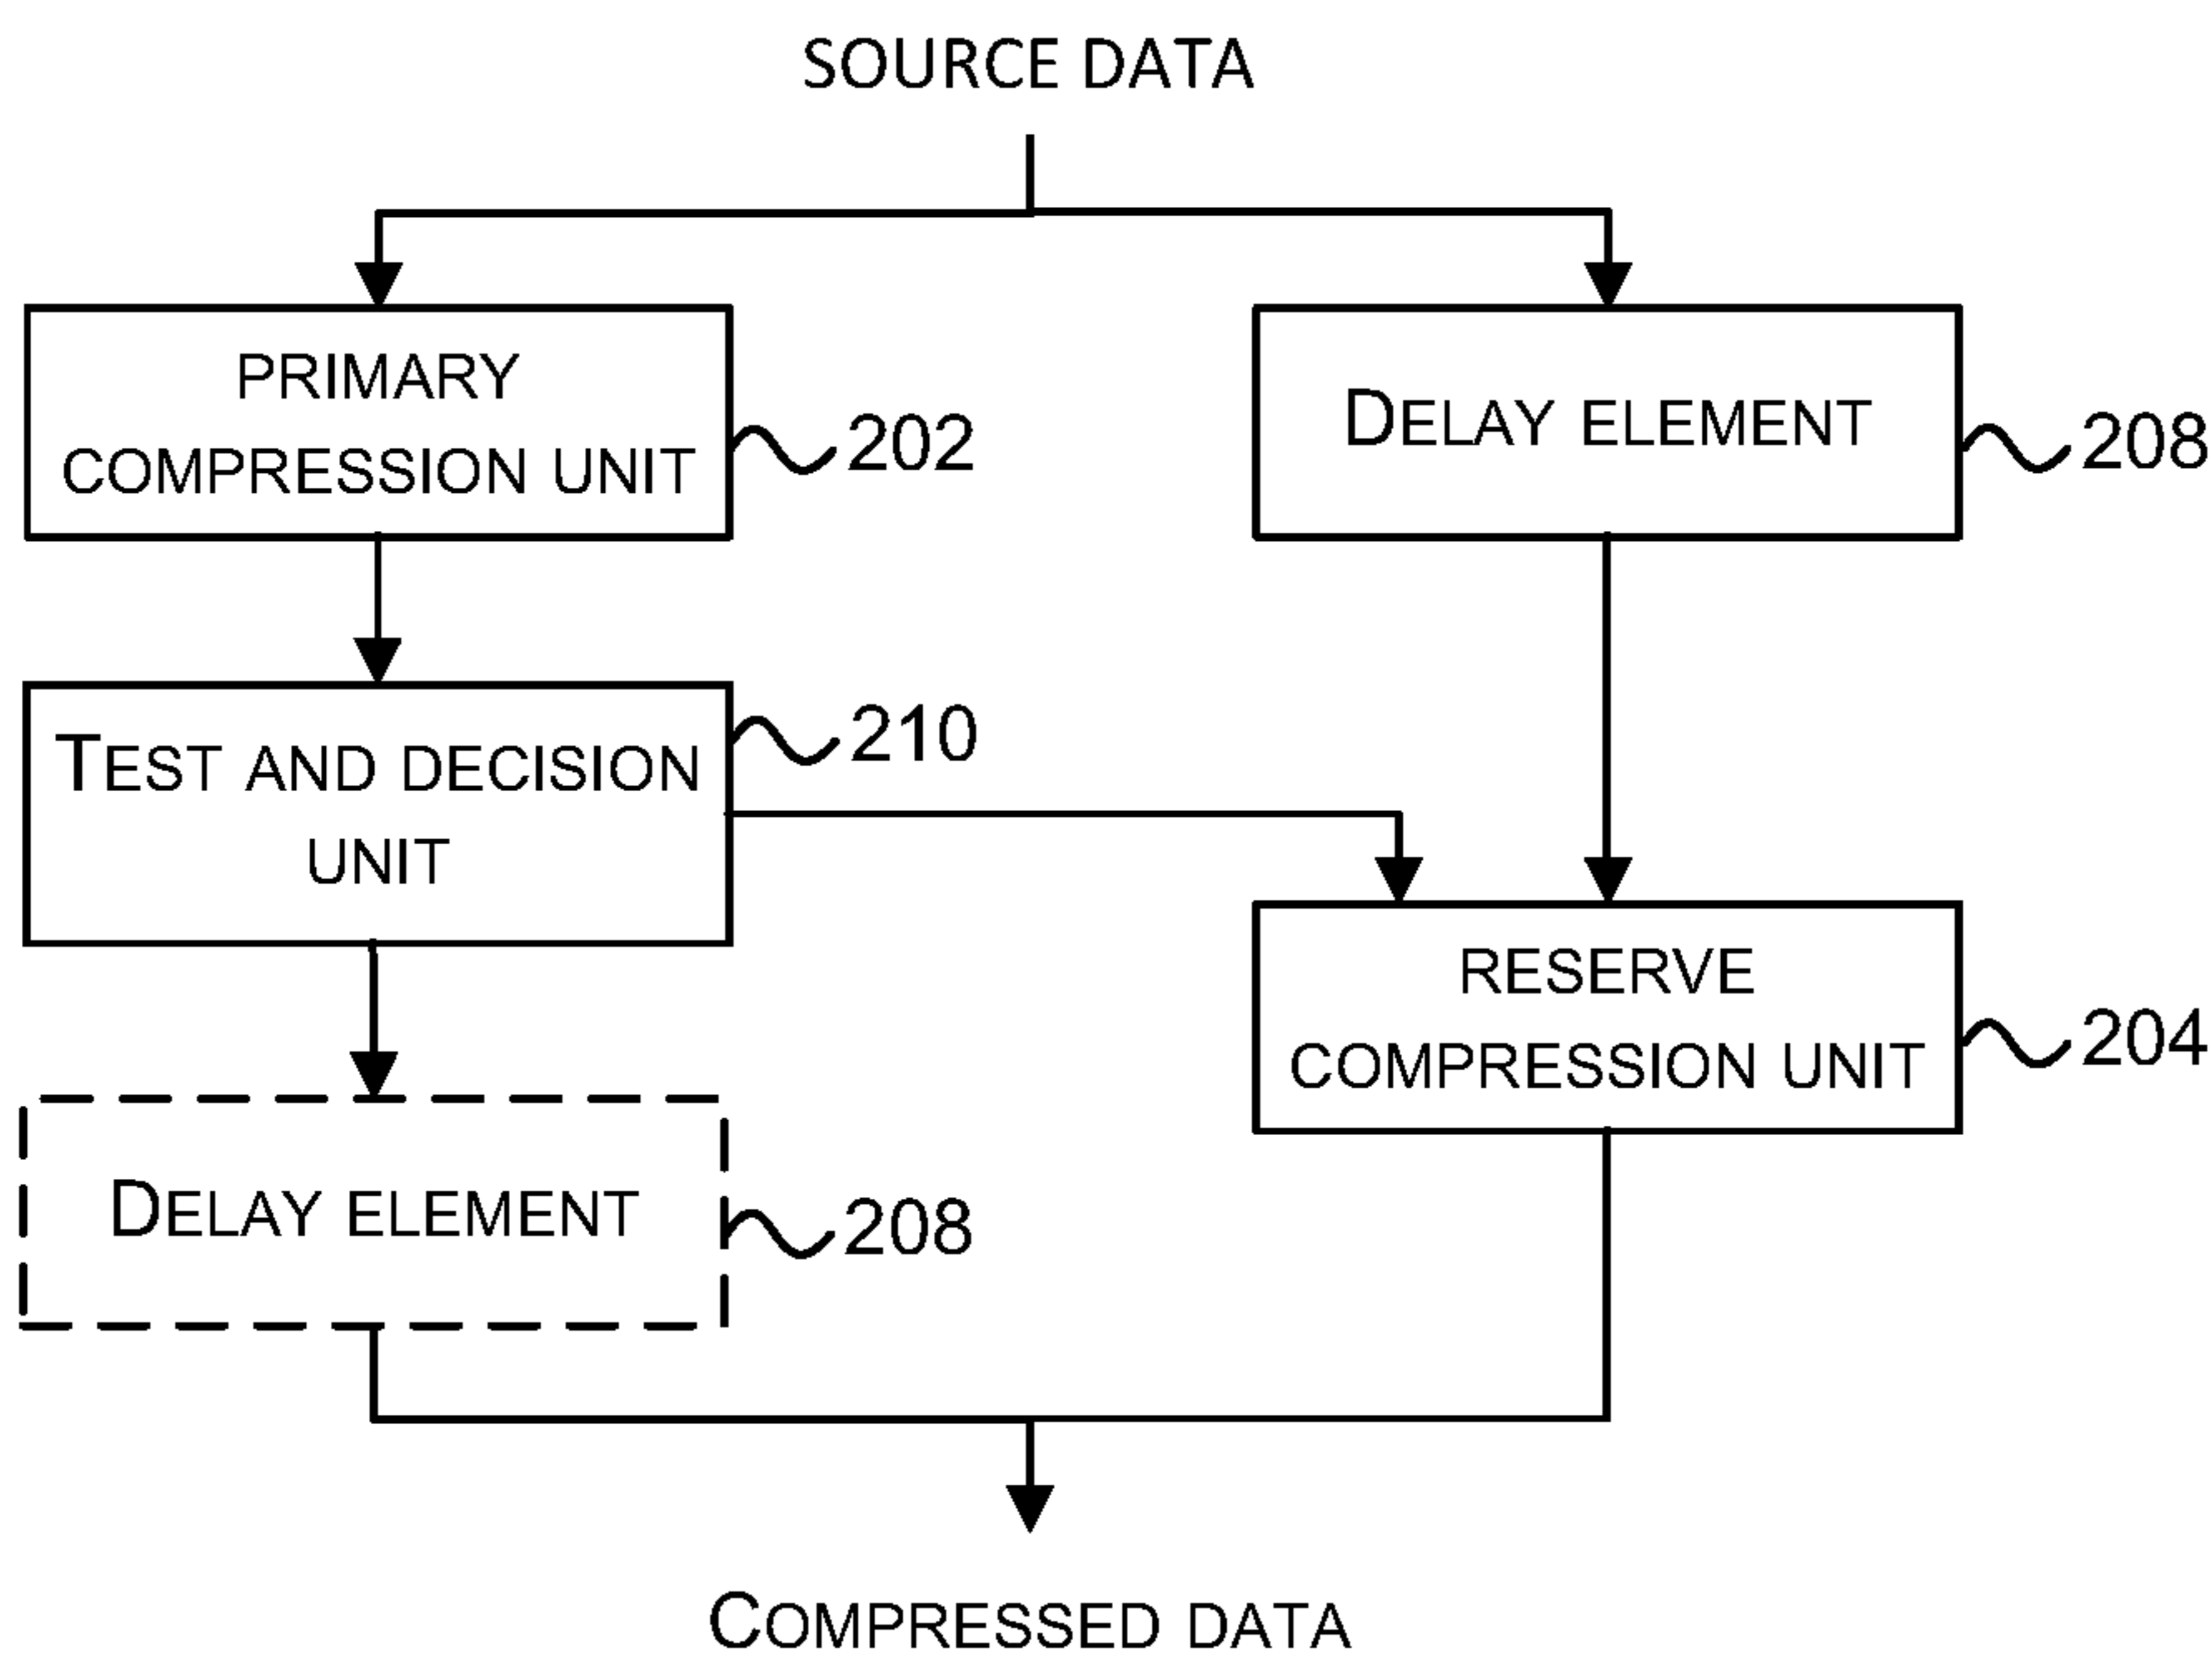 SOURCE DATA
PRIMARY
COMPRESSION UNIT
202
DELAY ELEMENT
208
TEST AND DECISION
UNIT
210
RESERVE
COMPRESSION UNIT
204
DELAY ELEMENT
208
COMPRESSED DATA